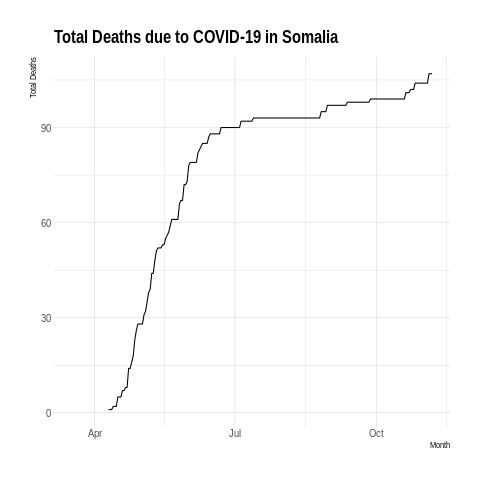 Total Deaths due to COVID-19 in Somalia
Total Deaths
90
60
30
0
Apr Jul Oct
Month